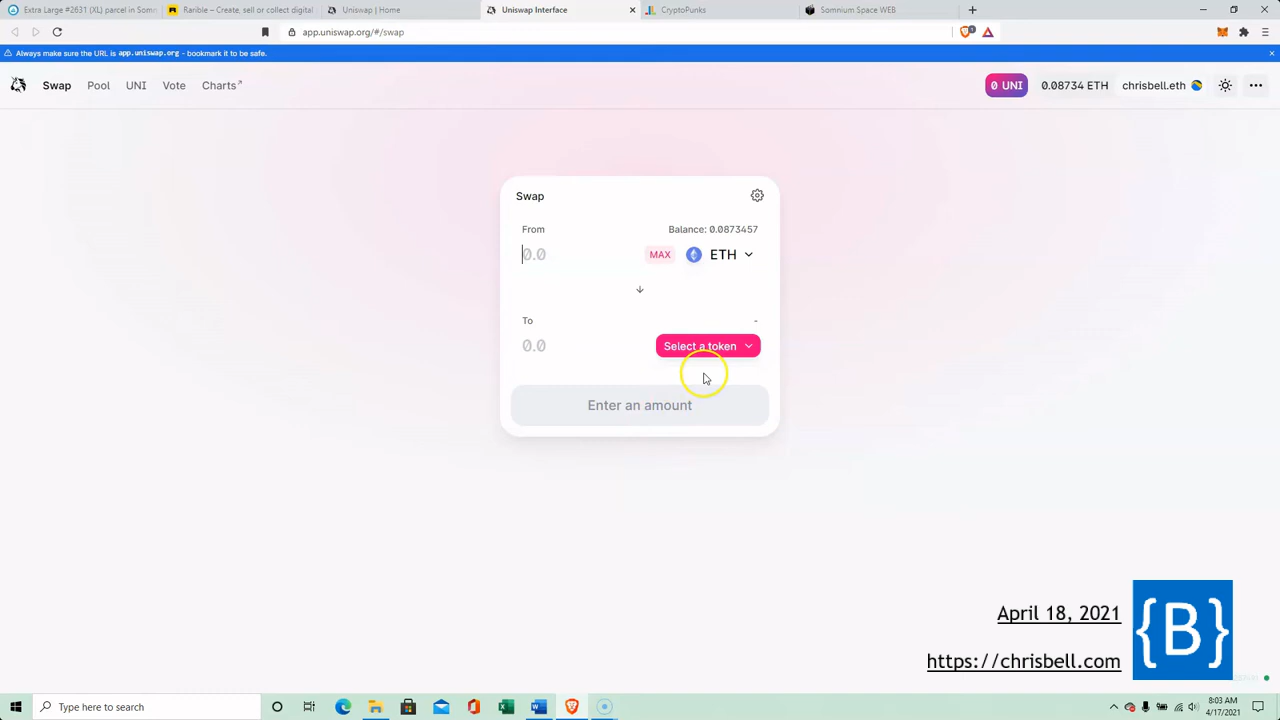 Extra Large #2631 (XL) parcel in Somn
Rarible – Create, sell or collect digital
Uniswap | Home
Uniswap Interface
CryptoPunks
Somnium Space WEB
app.uniswap.org/#/swap
Always make sure the URL is app.uniswap.org - bookmark it to be safe.
Swap
Pool
UNI
Vote
Charts↗
0 UNI
0.08734 ETH
chrisbell.eth
Swap
From
Balance: 0.0873457
0.0
MAX
ETH
To
-
0.0
Select a token
Enter an amount
April 18, 2021
https://chrisbell.com
{B}
Type here to search
8:03 AM
4/17/2021